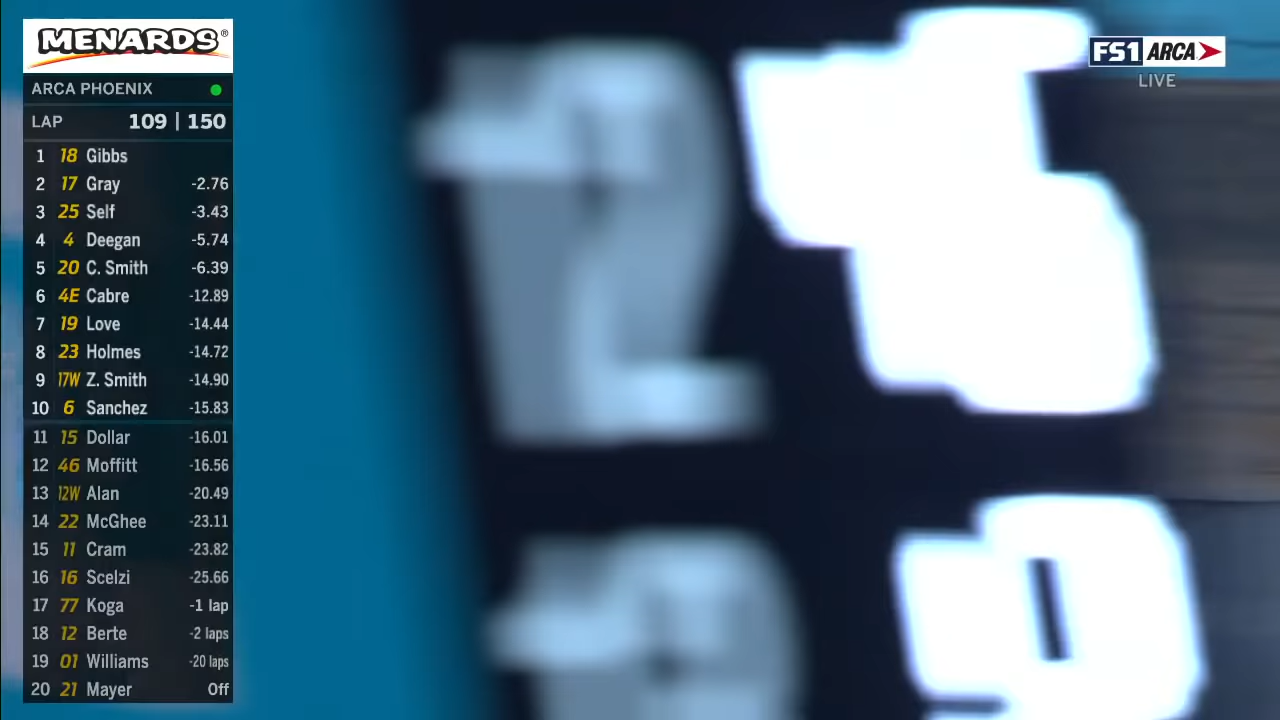 MENARDS®
ARCA PHOENIX
LAP 109 | 150
1 18 Gibbs
2 17 Gray -2.76
3 25 Self -3.43
4 4 Deegan -5.74
5 20 C. Smith -6.39
6 4E Cabre -12.89
7 19 Love -14.44
8 23 Holmes -14.72
9 17W Z. Smith -14.90
10 6 Sanchez -15.83
11 15 Dollar -16.01
12 46 Moffitt -16.56
13 12W Alan -20.49
14 22 McGhee -23.11
15 11 Cram -23.82
16 16 Scelzi -25.66
17 77 Koga -1 lap
18 12 Berte -2 laps
19 01 Williams -20 laps
20 21 Mayer Off
FS1 ARCA
LIVE